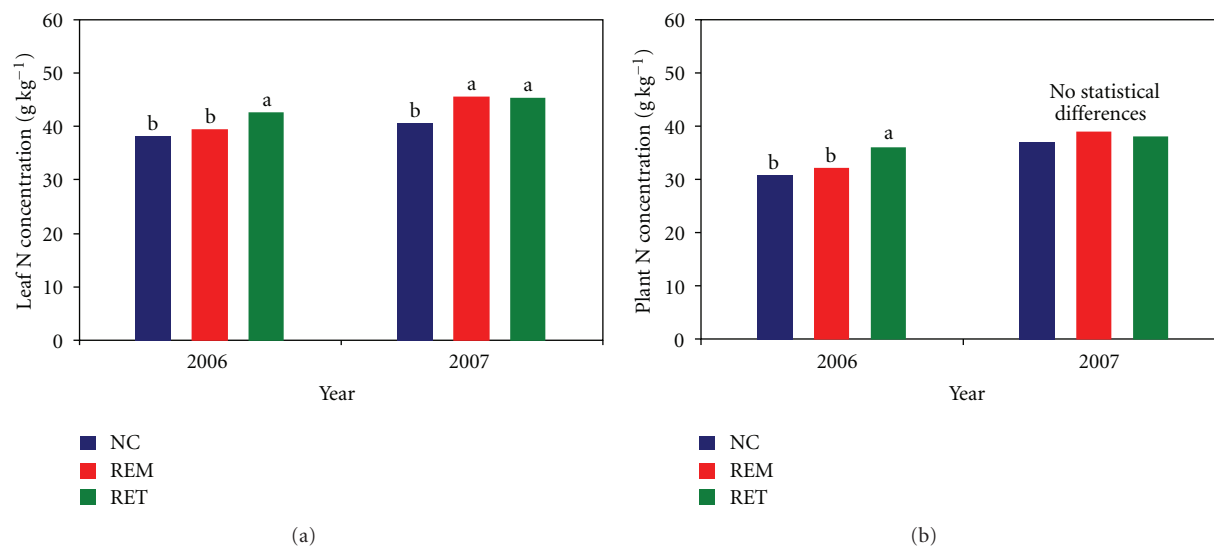 60
50
40
30
20
10
0
Leaf N concentration (g kg⁻¹)
b
b
a
b
a
a
2006
2007
Year
NC
REM
RET
(a)
60
50
40
30
20
10
0
Plant N concentration (g kg⁻¹)
b
b
a
No statistical
differences
2006
2007
Year
NC
REM
RET
(b)